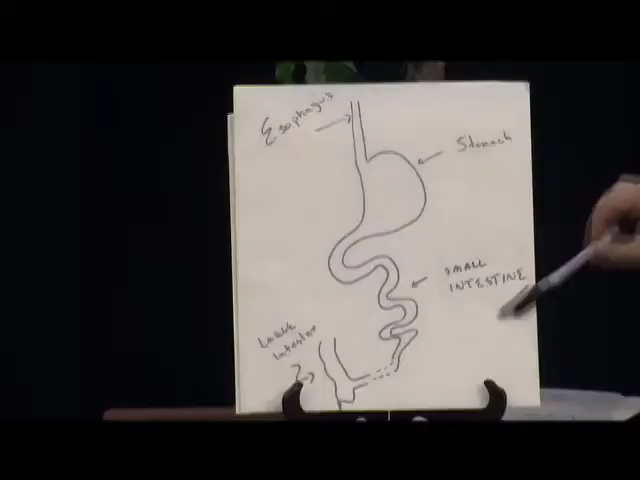 Esophagus
Stomach
SMALL
INTESTINE
Large
Intestine